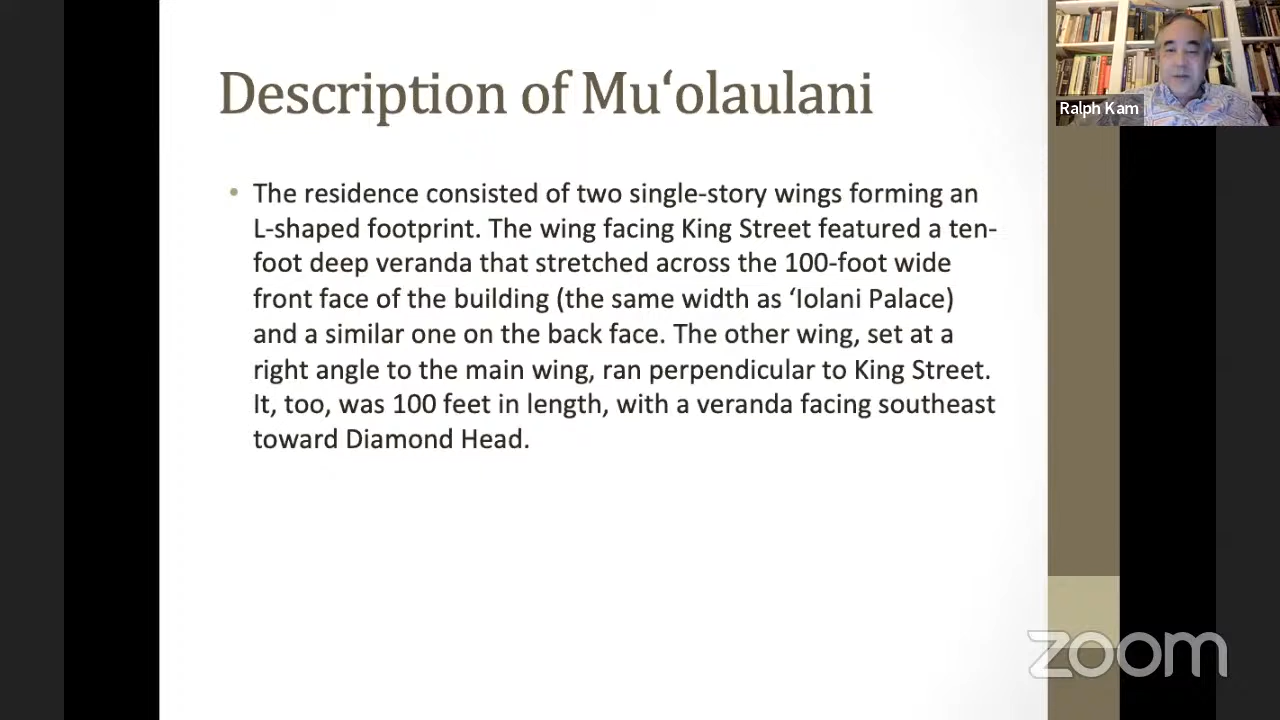 Description of Mu‘olaulani
Ralph Kam
• The residence consisted of two single-story wings forming an
L-shaped footprint. The wing facing King Street featured a ten-
foot deep veranda that stretched across the 100-foot wide
front face of the building (the same width as ‘Iolani Palace)
and a similar one on the back face. The other wing, set at a
right angle to the main wing, ran perpendicular to King Street.
It, too, was 100 feet in length, with a veranda facing southeast
toward Diamond Head.
zoom